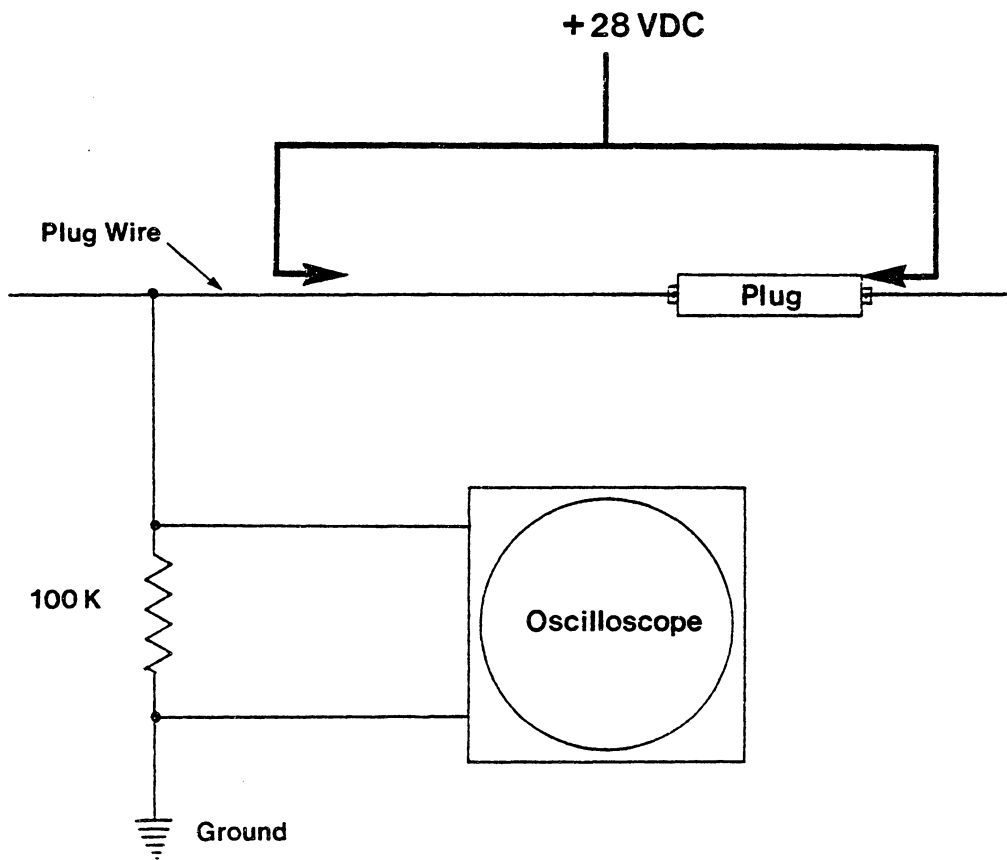 +28 VDC
Plug Wire
Plug
100 K
Oscilloscope
Ground